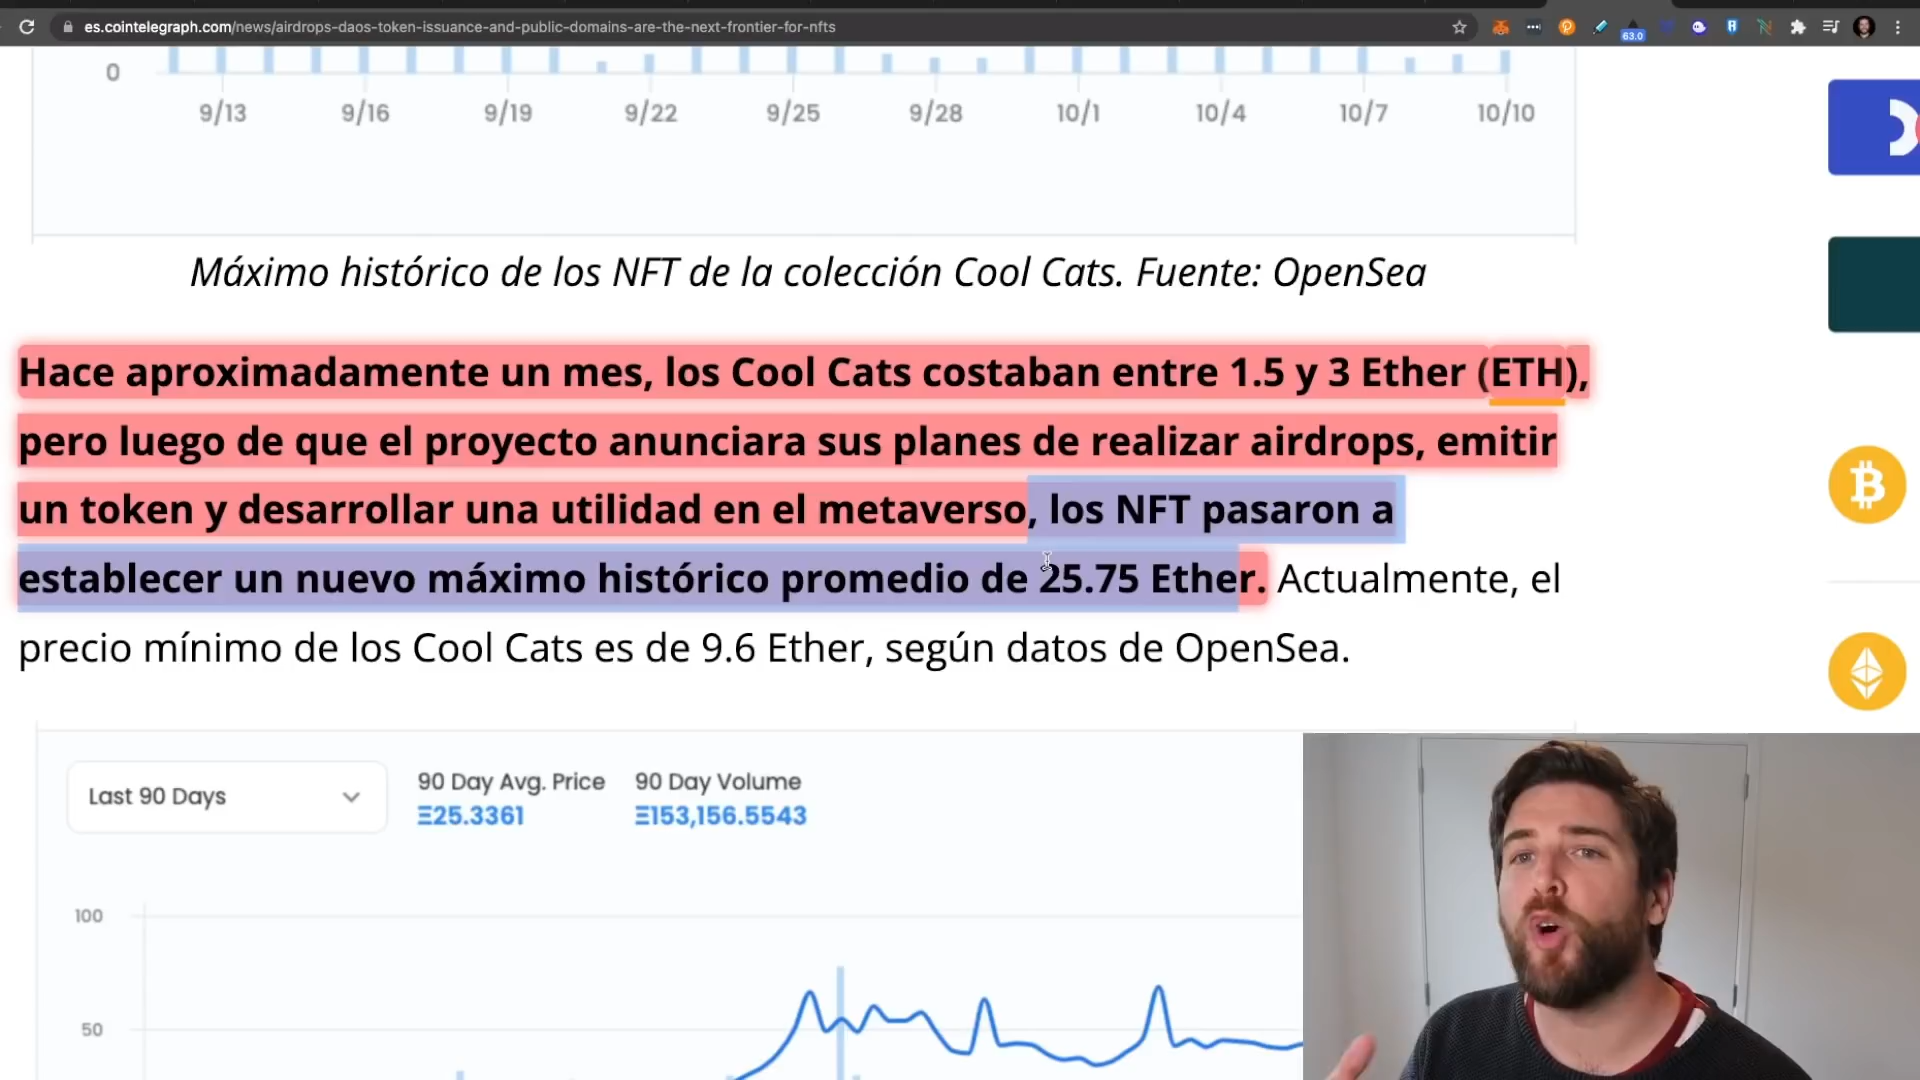 es.cointelegraph.com/news/airdrops-daos-token-issuance-and-public-domains-are-the-next-frontier-for-nfts
63.0
0
9/13 9/16 9/19 9/22 9/25 9/28 10/1 10/4 10/7 10/10
Máximo histórico de los NFT de la colección Cool Cats. Fuente: OpenSea
Hace aproximadamente un mes, los Cool Cats costaban entre 1.5 y 3 Ether (ETH),
pero luego de que el proyecto anunciara sus planes de realizar airdrops, emitir
un token y desarrollar una utilidad en el metaverso, los NFT pasaron a
establecer un nuevo máximo histórico promedio de 25.75 Ether. Actualmente, el
precio mínimo de los Cool Cats es de 9.6 Ether, según datos de OpenSea.
Last 90 Days
90 Day Avg. Price
Ξ25.3361
90 Day Volume
Ξ153,156.5543
100
50